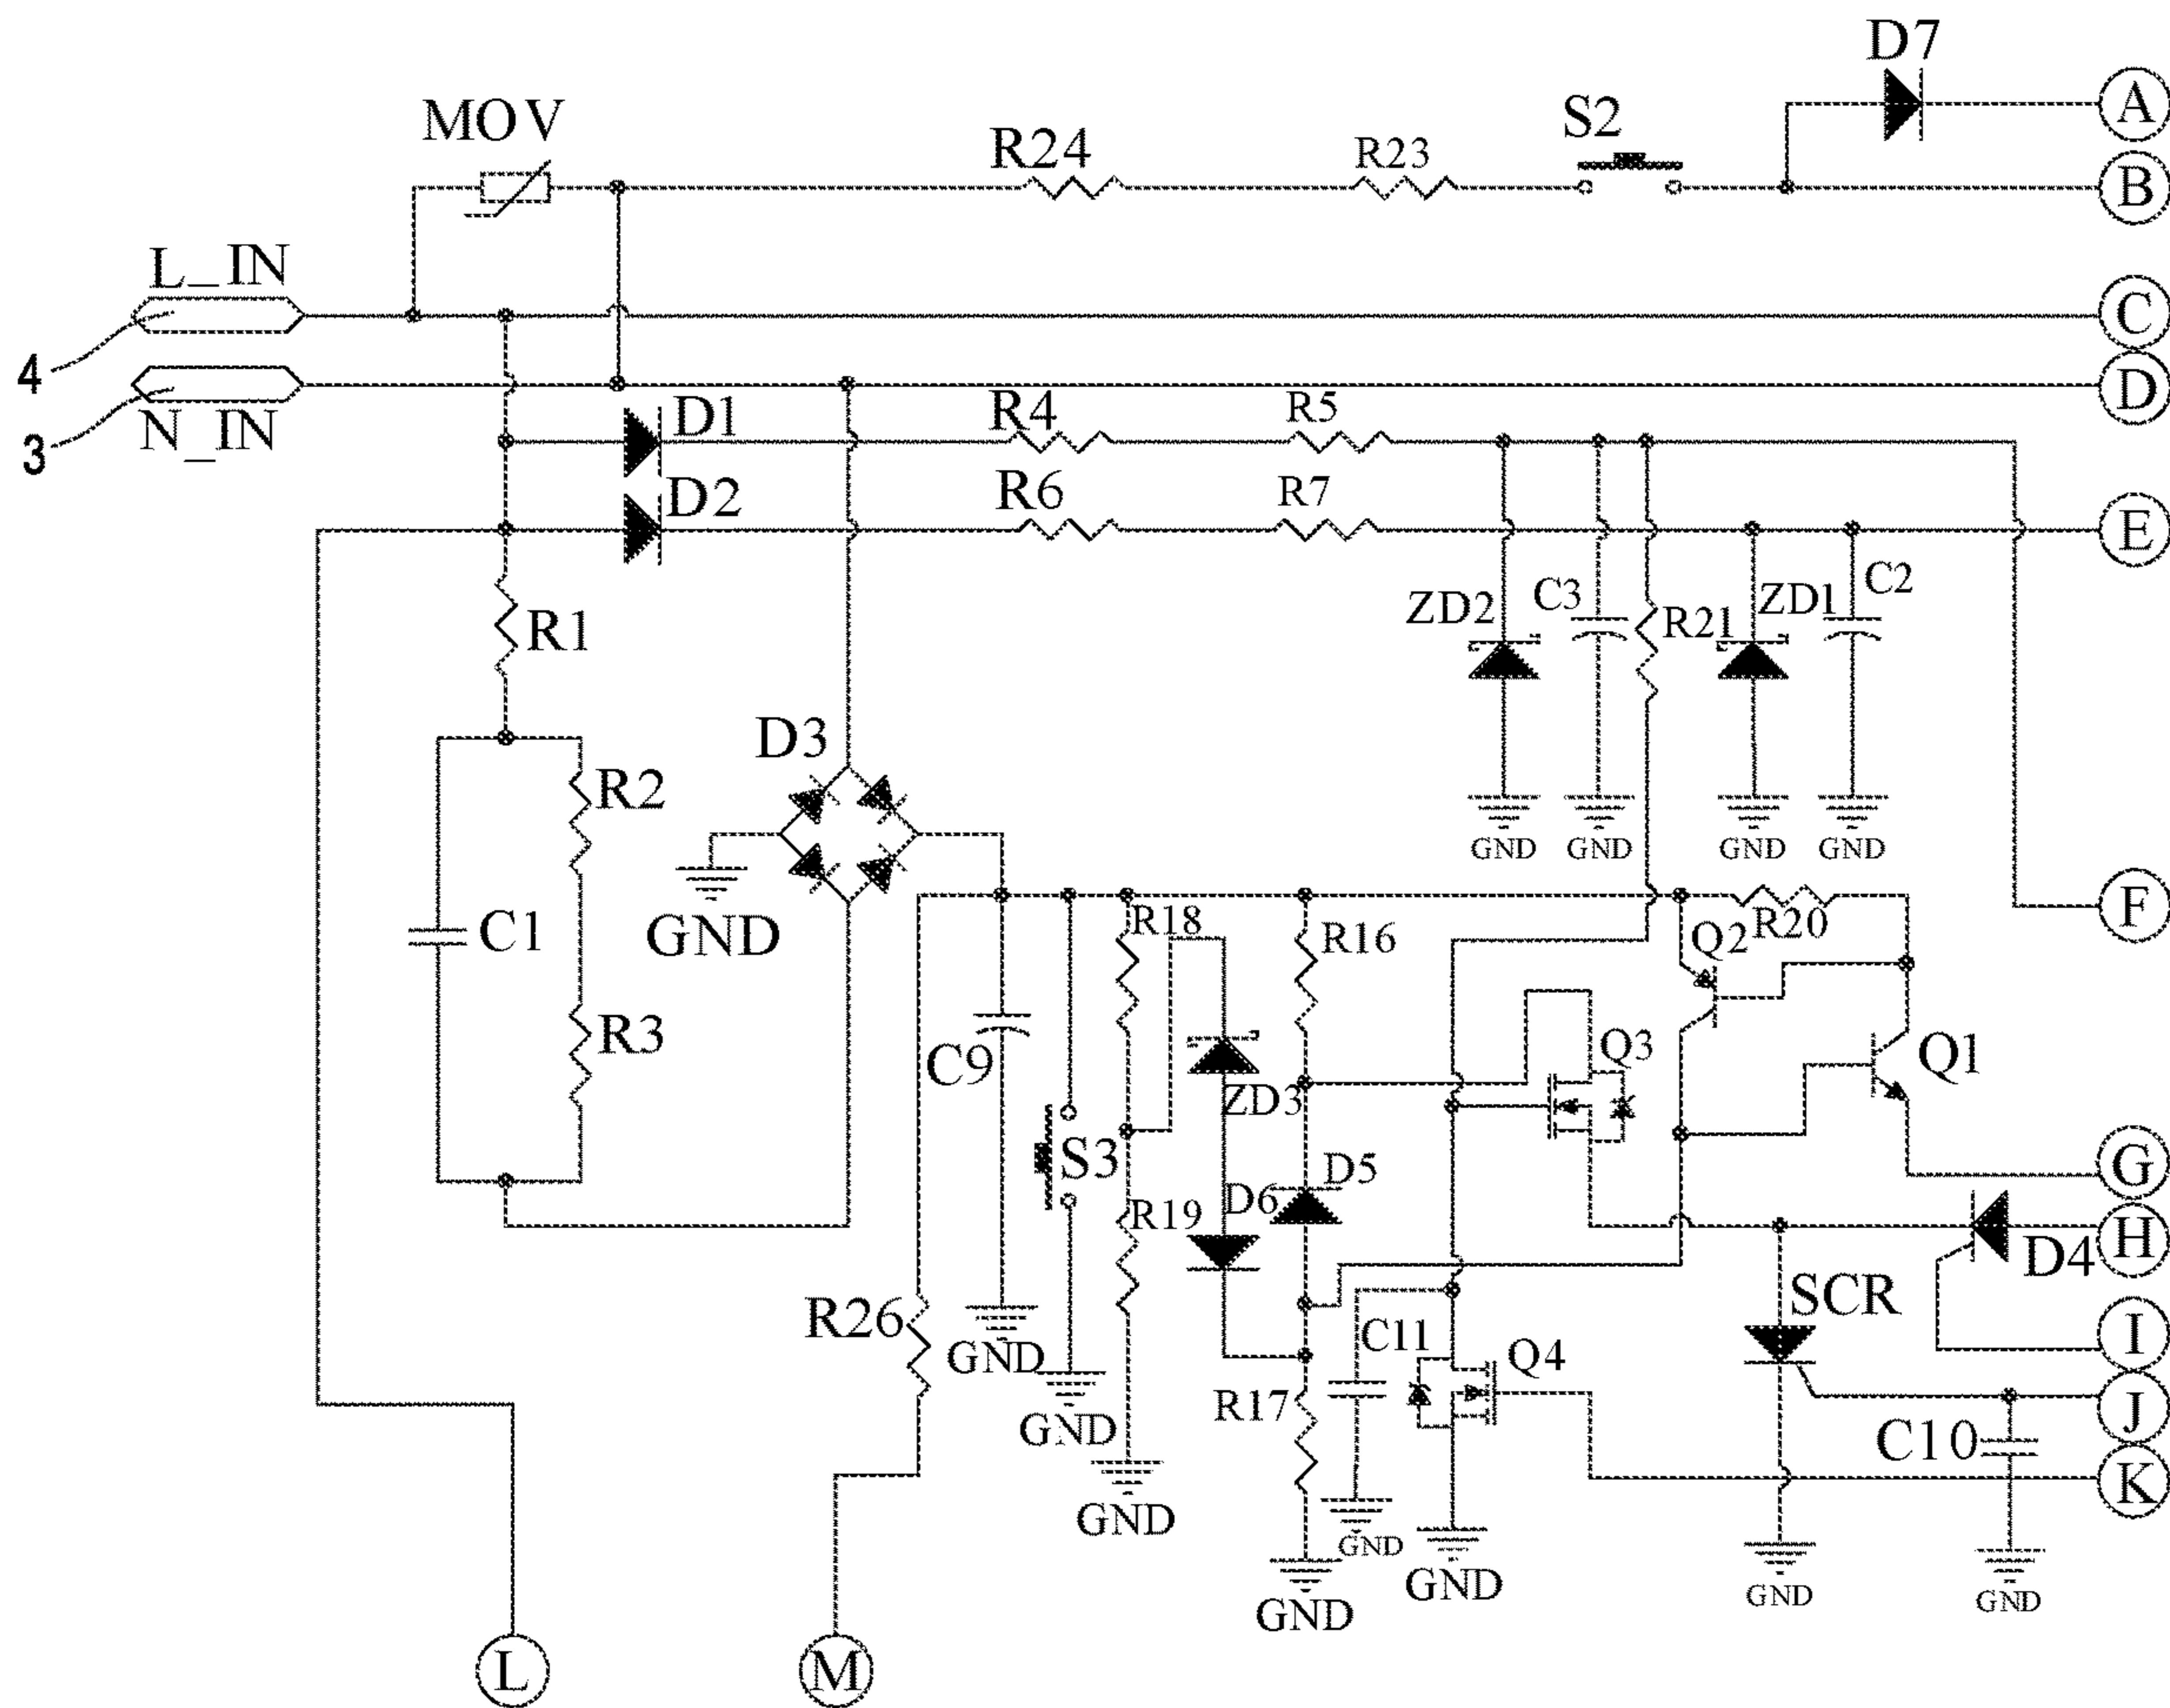 D7
A
MOV
S2
R24
R23
B
L_IN
C
4
D
N_IN
3
D1
R4
R5
D2
R6
R7
E
ZD2
C3
R21
ZD1
C2
R1
D3
R2
GND
GND
GND
GND
C1
GND
R18
R16
Q2
R20
F
R3
C9
ZD3
Q3
Q1
S3
D5
G
R19
D6
D4
H
R26
SCR
I
GND
C11
Q4
GND
R17
C10
J
K
GND
GND
GND
GND
GND
GND
L
M